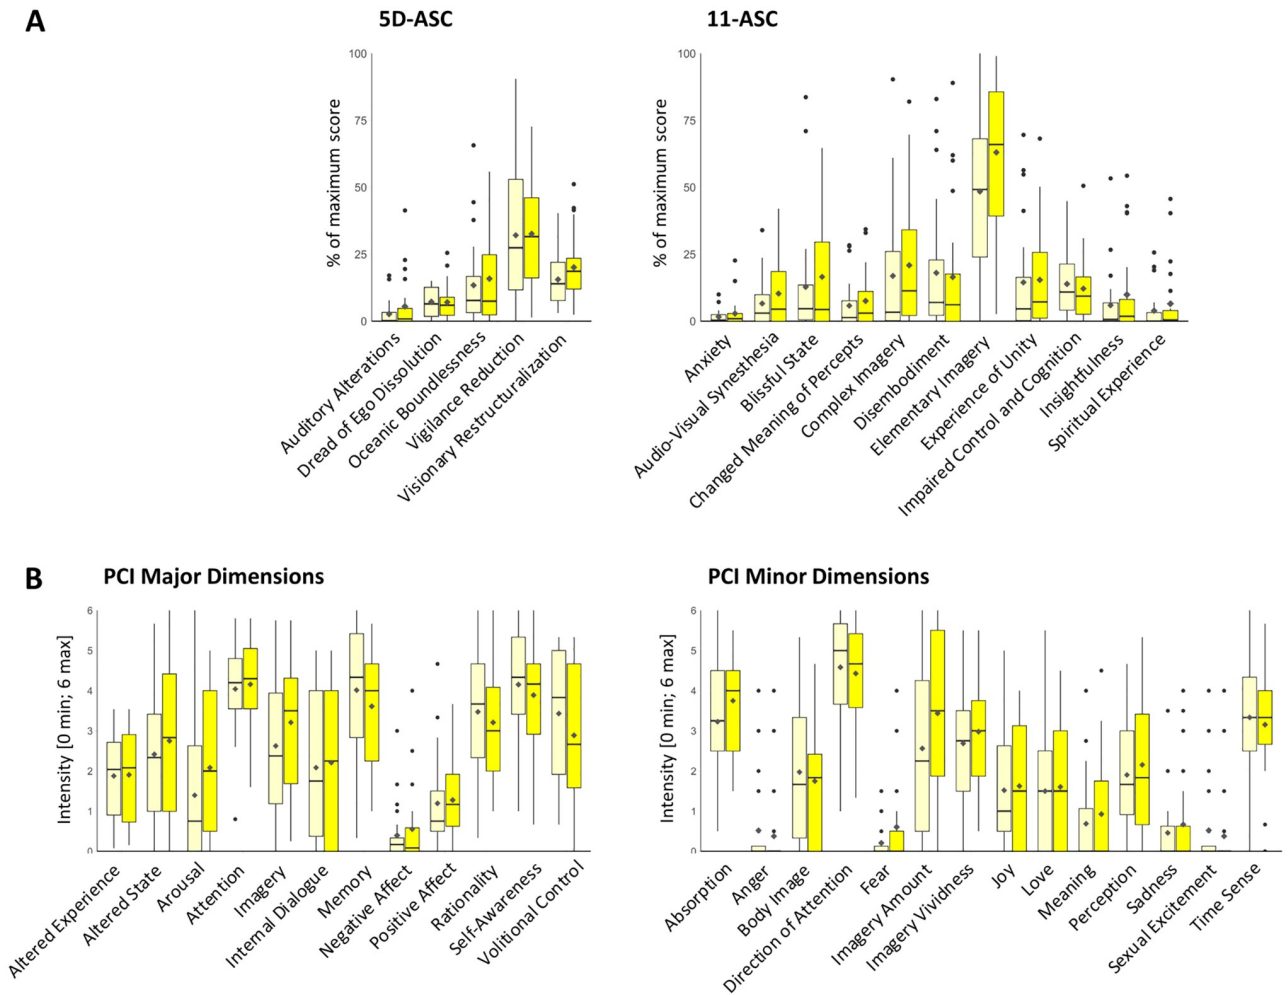 A
5D-ASC
11-ASC
% of maximum score
100
75
50
25
0
Auditory Alterations
Dread of Ego Dissolution
Oceanic Boundlessness
Vigilance Reduction
Visionary Restructuralization
% of maximum score
100
75
50
25
0
Anxiety
Audio-Visual Synesthesia
Blissful State
Changed Meaning of Percepts
Complex Imagery
Disembodiment
Elementary Imagery
Experience of Unity
Impaired Control and Cognition
Insightfulness
Spiritual Experience
B
PCI Major Dimensions
PCI Minor Dimensions
Intensity [0 min; 6 max]
6
5
4
3
2
1
0
Altered Experience
Altered State
Arousal
Attention
Imagery
Internal Dialogue
Memory
Negative Affect
Positive Affect
Rationality
Self-Awareness
Volitional Control
Intensity [0 min; 6 max]
6
5
4
3
2
1
0
Absorption
Anger
Body Image
Direction of Attention
Fear
Imagery Amount
Imagery Vividness
Joy
Love
Meaning
Perception
Sadness
Sexual Excitement
Time Sense